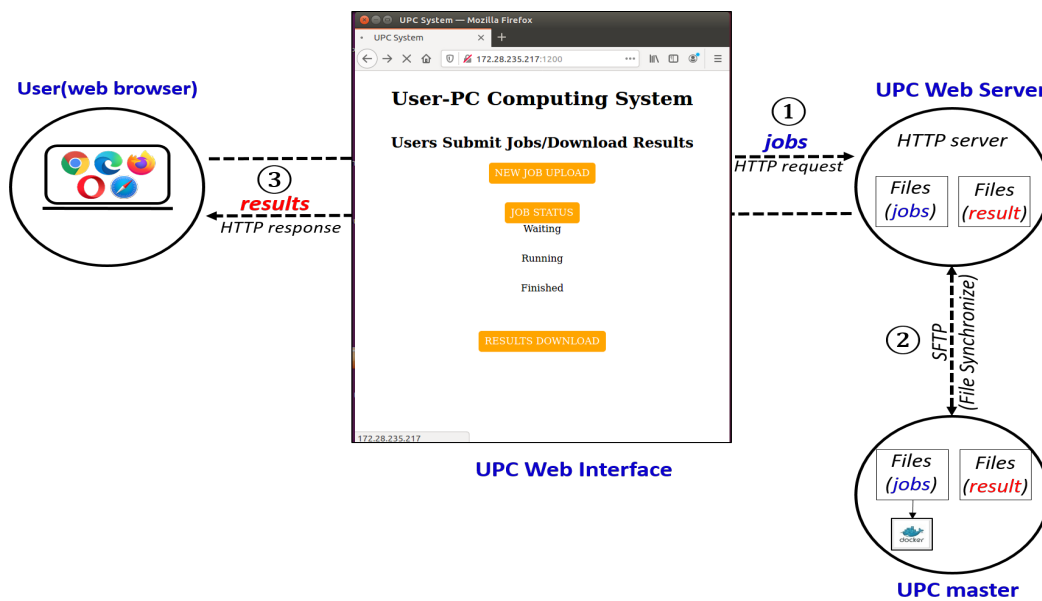 UPC System — Mozilla Firefox
UPC System
172.28.235.217:1200
User-PC Computing System
Users Submit Jobs/Download Results
NEW JOB UPLOAD
JOB STATUS
Waiting
Running
Finished
RESULTS DOWNLOAD
172.28.235.217
UPC Web Interface
User(web browser)
3
results
HTTP response
1
jobs
HTTP request
UPC Web Server
HTTP server
Files
(jobs)
Files
(result)
2
SFTP
(File Synchronize)
Files
(jobs)
Files
(result)
docker
UPC master